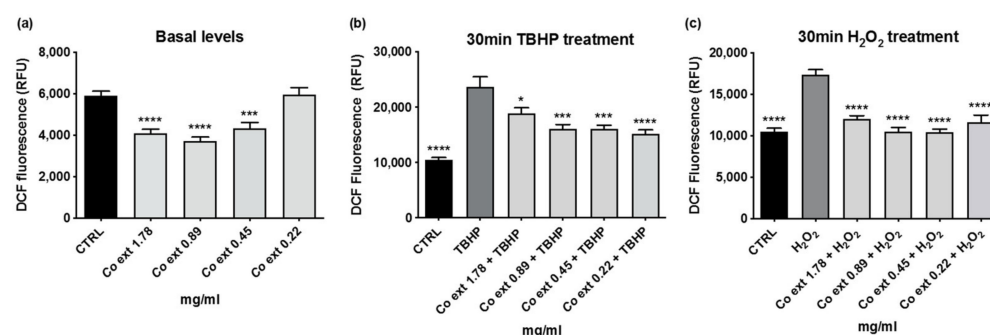 (a)
Basal levels
DCF Fluorescence (RFU)
8,000
6,000
4,000
2,000
0
****
****
***
CTRL
Co ext 1.78
Co ext 0.89
Co ext 0.45
Co ext 0.22
mg/ml
(b)
30min TBHP treatment
DCF Fluorescence (RFU)
30,000
20,000
10,000
0
****
*
***
***
****
CTRL
TBHP
Co ext 1.78 + TBHP
Co ext 0.89 + TBHP
Co ext 0.45 + TBHP
Co ext 0.22 + TBHP
mg/ml
(c)
30min H₂O₂ treatment
DCF Fluorescence (RFU)
20,000
15,000
10,000
5,000
0
****
****
****
****
****
CTRL
H₂O₂
Co ext 1.78 + H₂O₂
Co ext 0.89 + H₂O₂
Co ext 0.45 + H₂O₂
Co ext 0.22 + H₂O₂
mg/ml